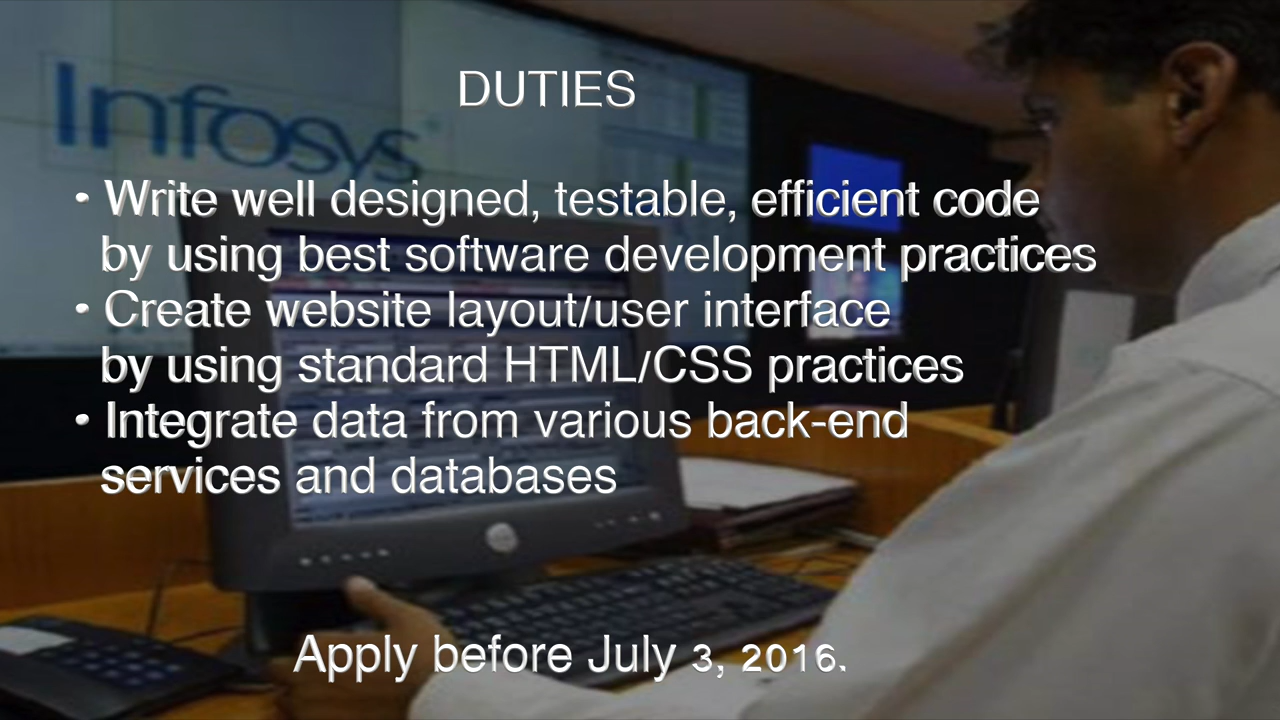 Infosys
DUTIES
• Write well designed, testable, efficient code
by using best software development practices
• Create website layout/user interface
by using standard HTML/CSS practices
• Integrate data from various back-end
services and databases
Apply before July 3, 2016.